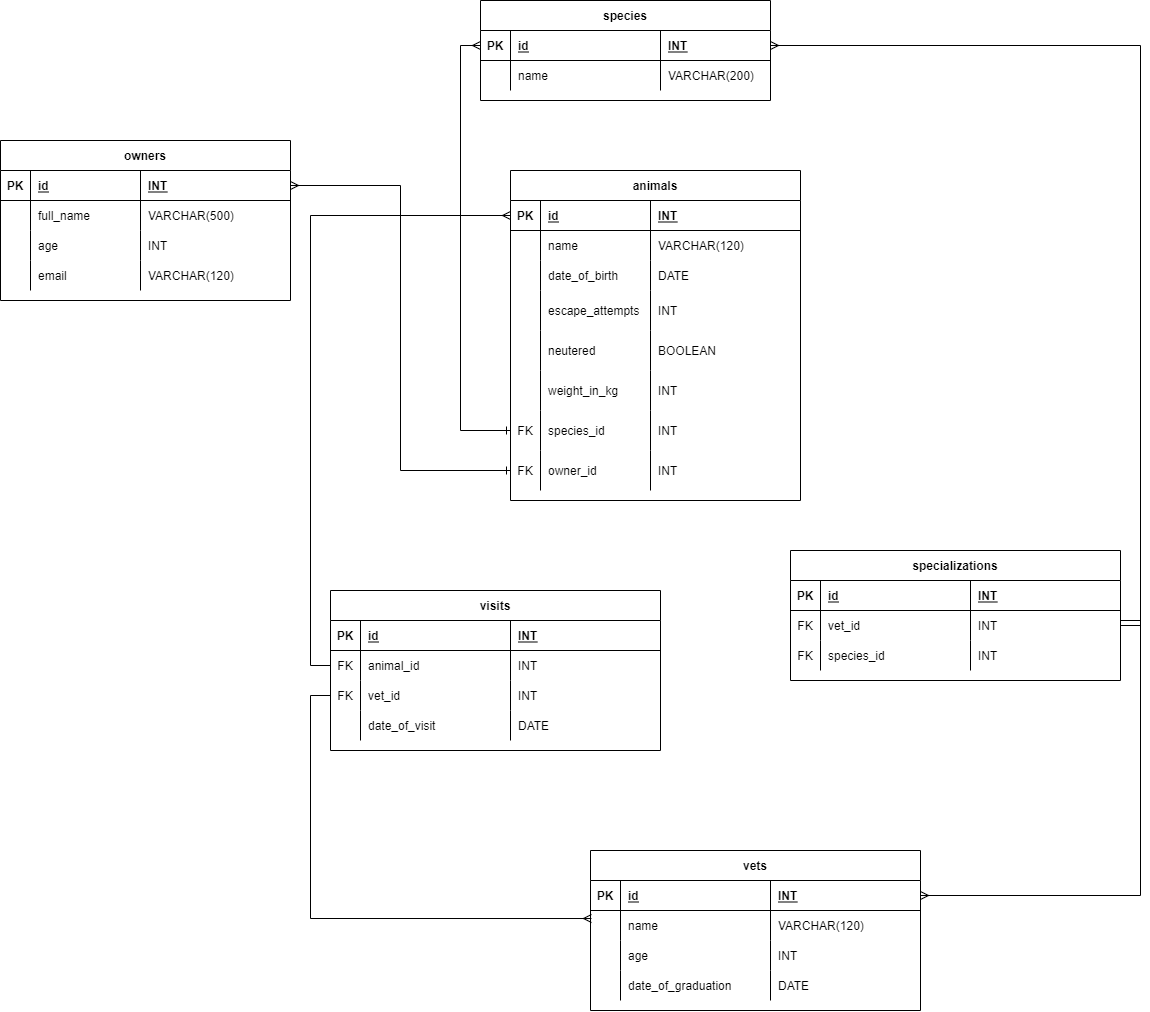 species
PK id INT
name VARCHAR(200)
owners
PK id INT
full_name VARCHAR(500)
age INT
email VARCHAR(120)
animals
PK id INT
name VARCHAR(120)
date_of_birth DATE
escape_attempts INT
neutered BOOLEAN
weight_in_kg INT
FK species_id INT
FK owner_id INT
specializations
PK id INT
FK vet_id INT
FK species_id INT
visits
PK id INT
FK animal_id INT
FK vet_id INT
date_of_visit DATE
vets
PK id INT
name VARCHAR(120)
age INT
date_of_graduation DATE